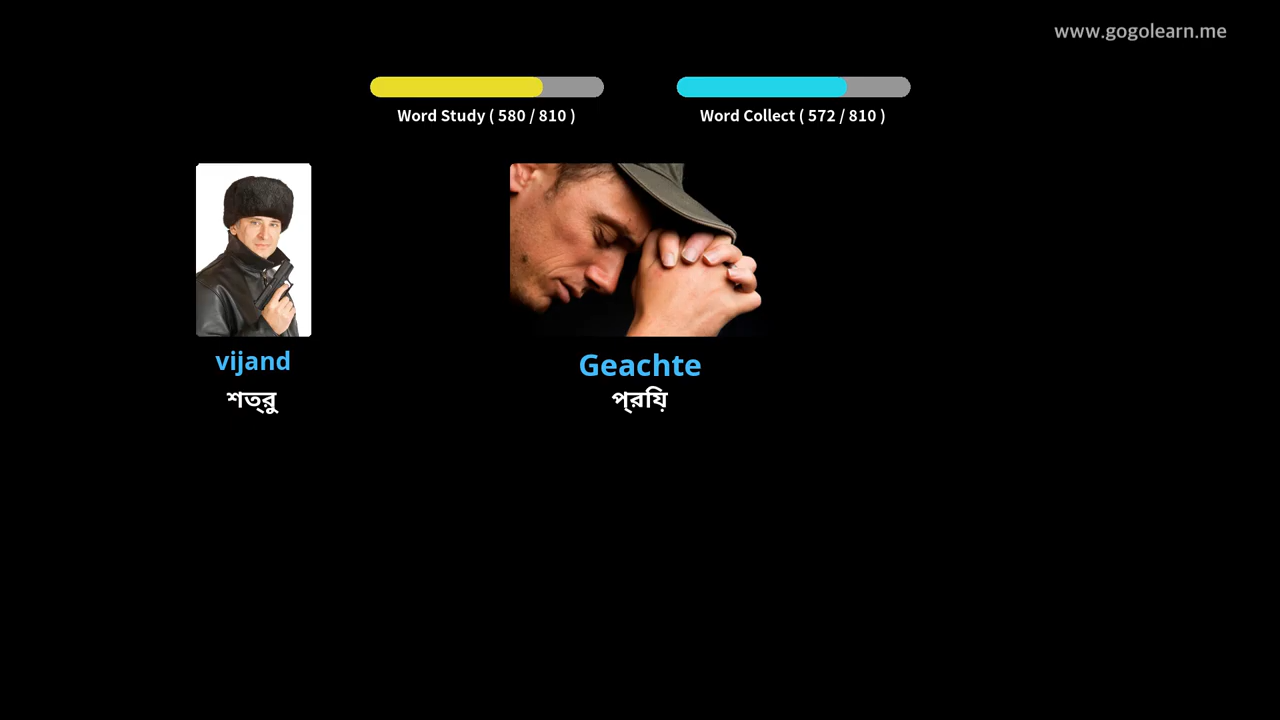 www.gogolearn.me
Word Study ( 580 / 810 )
Word Collect ( 572 / 810 )
vijand
শত্রু
Geachte
প্রিয়